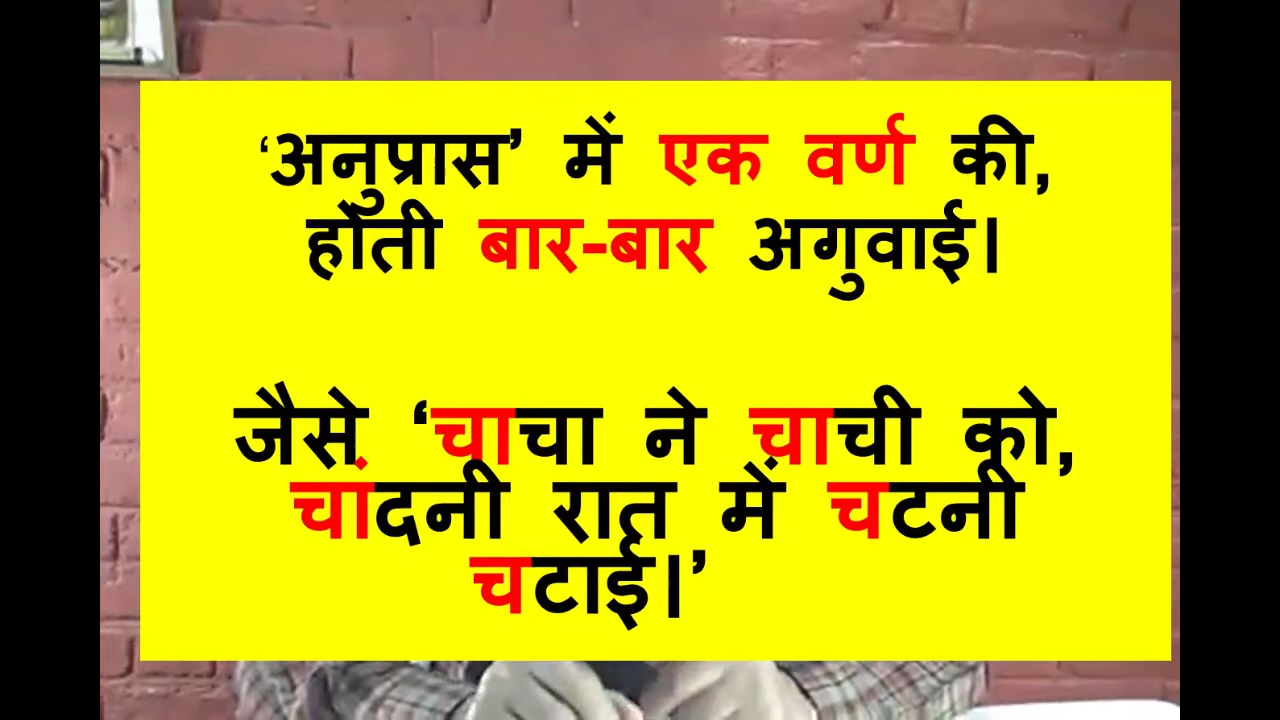 ‘अनुप्रास’ में एक वर्ण की,
होती बार-बार अगुवाई।
जैसे ‘चाचा ने चाची को,
चांदनी रात में चटनी
चटाई।’